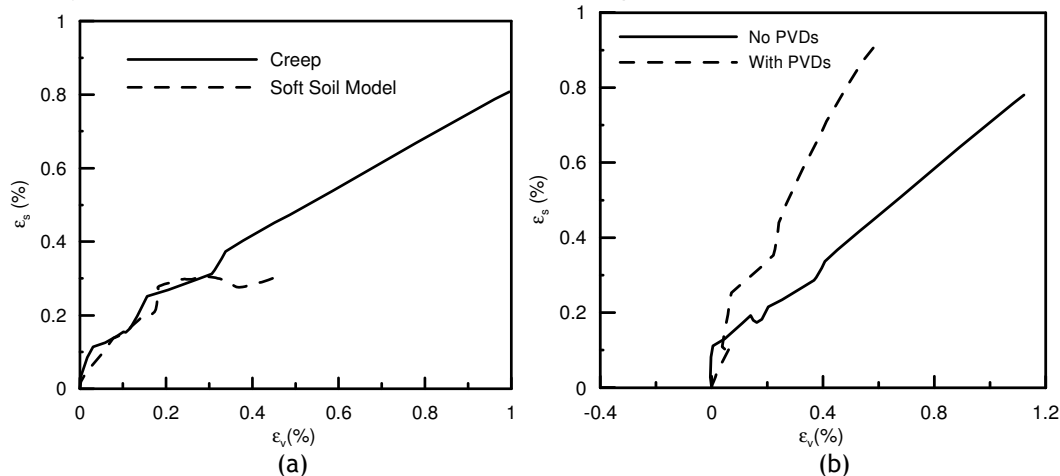 1
0.8
0.6
0.4
0.2
0
εs (%)
Creep
Soft Soil Model
0 0.2 0.4 0.6 0.8 1
εv(%)
(a)
1
0.8
0.6
0.4
0.2
0
εs (%)
No PVDs
With PVDs
-0.4 0 0.4 0.8 1.2
εv(%)
(b)